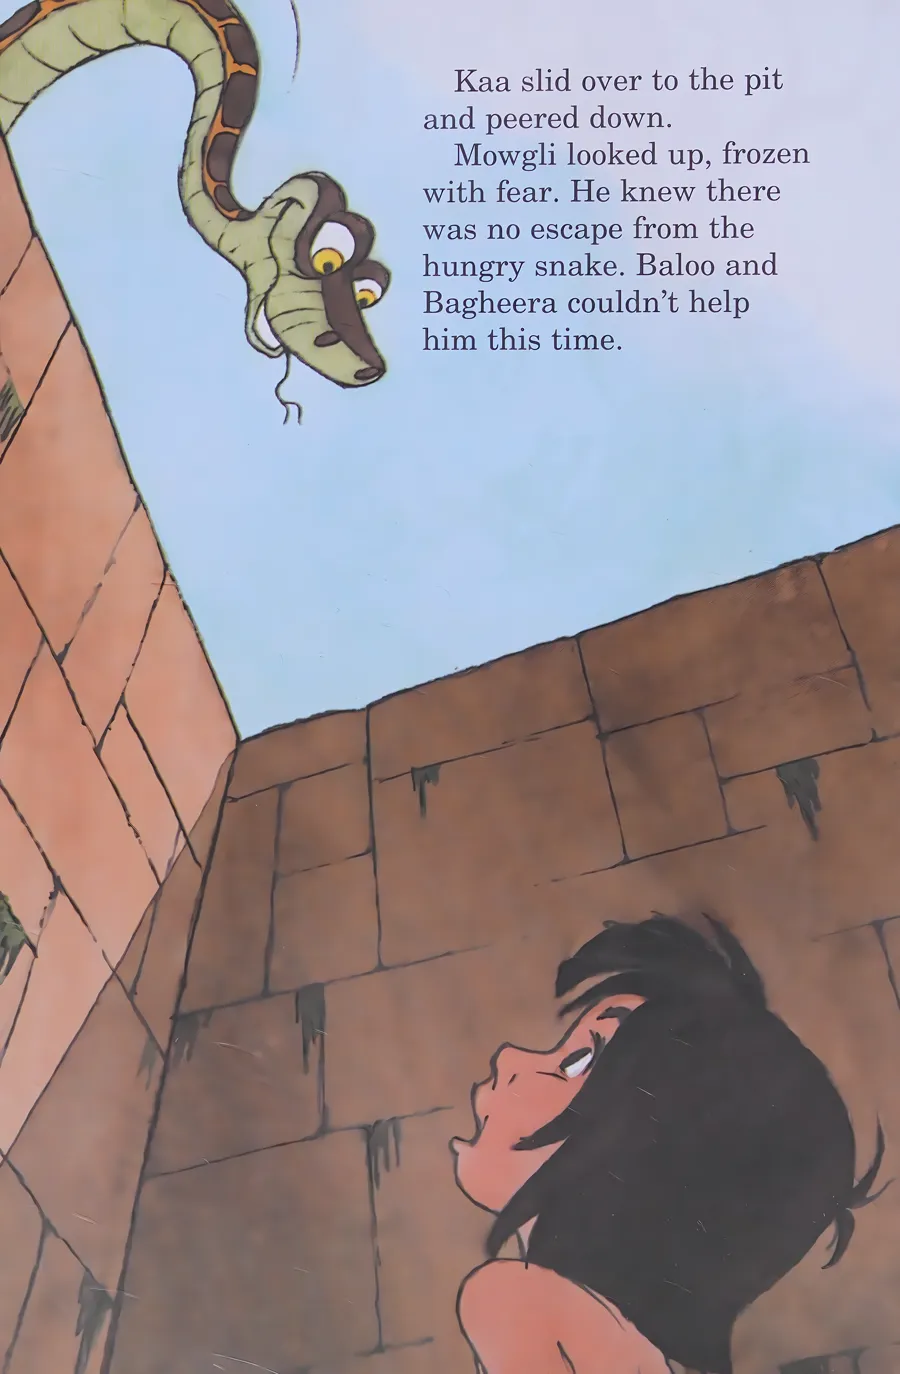 Kaa slid over to the pit
and peered down.
Mowgli looked up, frozen
with fear. He knew there
was no escape from the
hungry snake. Baloo and
Bagheera couldn't help
him this time.